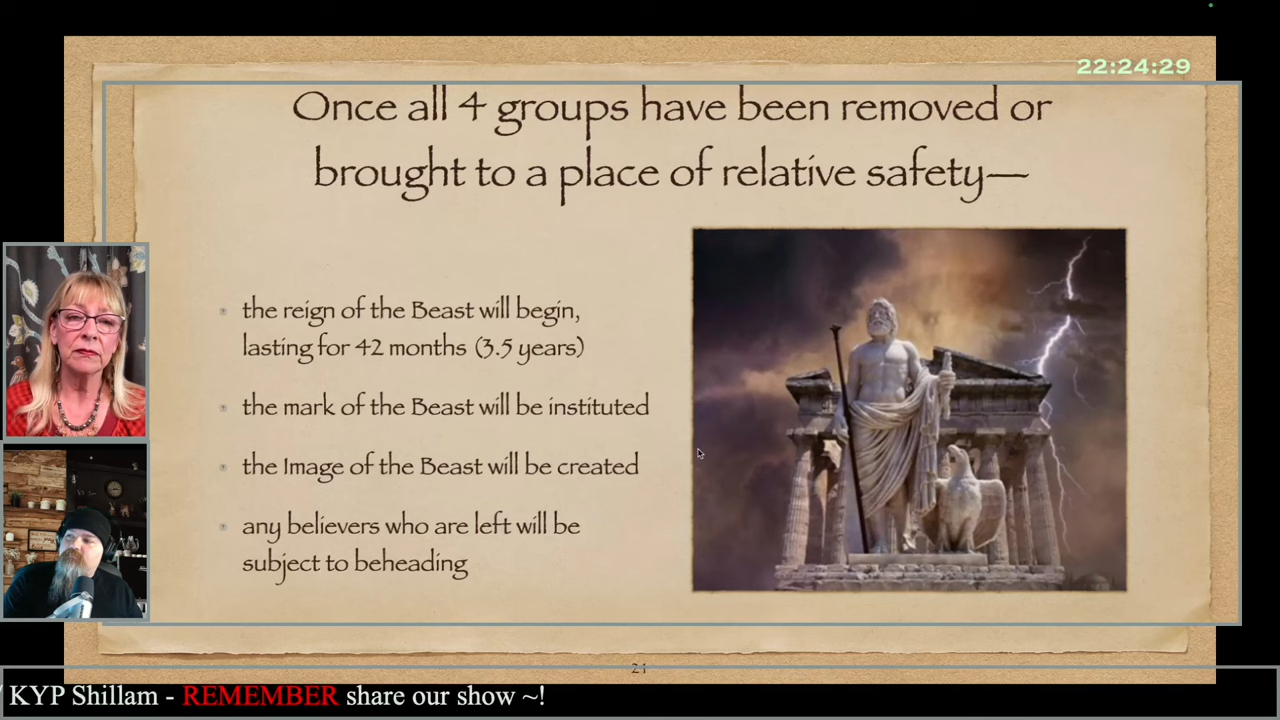 22:24:29
Once all 4 groups have been removed or
brought to a place of relative safety—
the reign of the Beast will begin,
lasting for 42 months (3.5 years)
the mark of the Beast will be instituted
the Image of the Beast will be created
any believers who are left will be
subject to beheading
24
KYP Shillam - REMEMBER share our show ~!